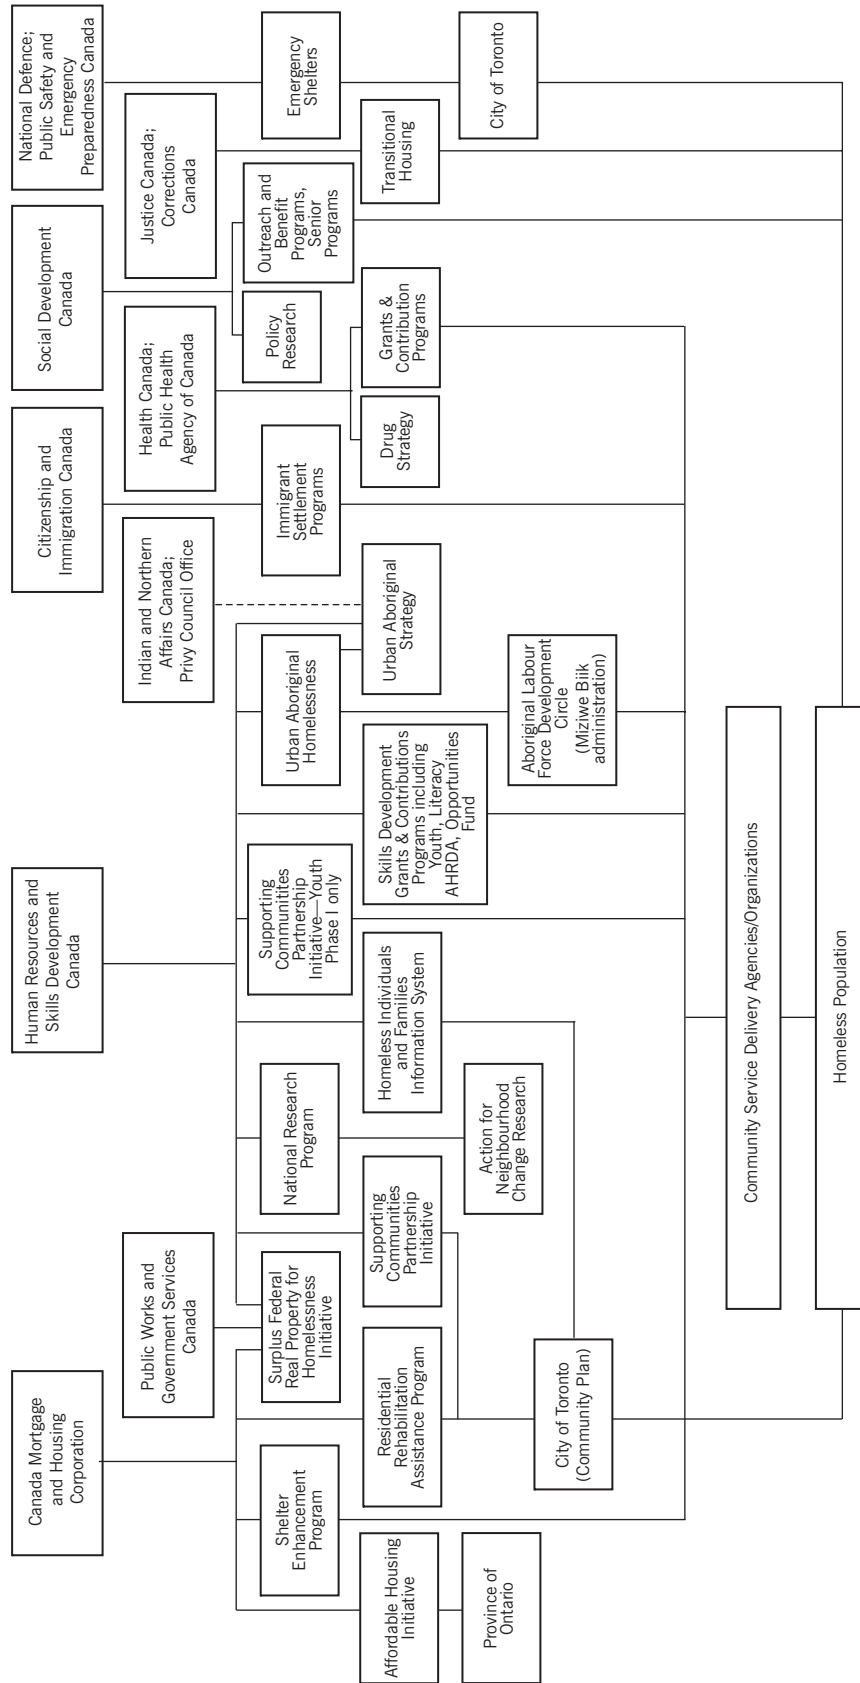 Canada Mortgage
and Housing
Corporation
Human Resources and
Skills Development
Canada
Citizenship and
Immigration Canada
Social Development
Canada
National Defence;
Public Safety and
Emergency
Preparedness Canada
Public Works and
Government Services
Canada
Indian and Northern
Affairs Canada;
Privy Council Office
Health Canada;
Public Health
Agency of Canada
Justice Canada;
Corrections
Canada
Shelter
Enhancement
Program
Surplus Federal
Real Property for
Homelessness
Initiative
National Research
Program
Supporting
Communitites
Partnership
Initiative—Youth
Phase I only
Urban Aboriginal
Homelessness
Immigrant
Settlement
Programs
Policy
Research
Outreach and
Benefit
Programs,
Senior
Programs
Emergency
Shelters
Affordable Housing
Initiative
Residential
Rehabilitation
Assistance Program
Supporting
Communities
Partnership
Initiative
Homeless Individuals
and Families
Information System
Skills Development
Grants & Contributions
Programs including
Youth, Literacy
AHRDA, Opportunities
Fund
Urban Aboriginal
Strategy
Drug
Strategy
Grants &
Contribution
Programs
Transitional
Housing
Province of
Ontario
City of Toronto
(Community Plan)
Action for
Neighbourhood
Change Research
Aboriginal Labour
Force Development
Circle
(Miziwe Biik
administration)
City of Toronto
Community Service Delivery Agencies/Organizations
Homeless Population